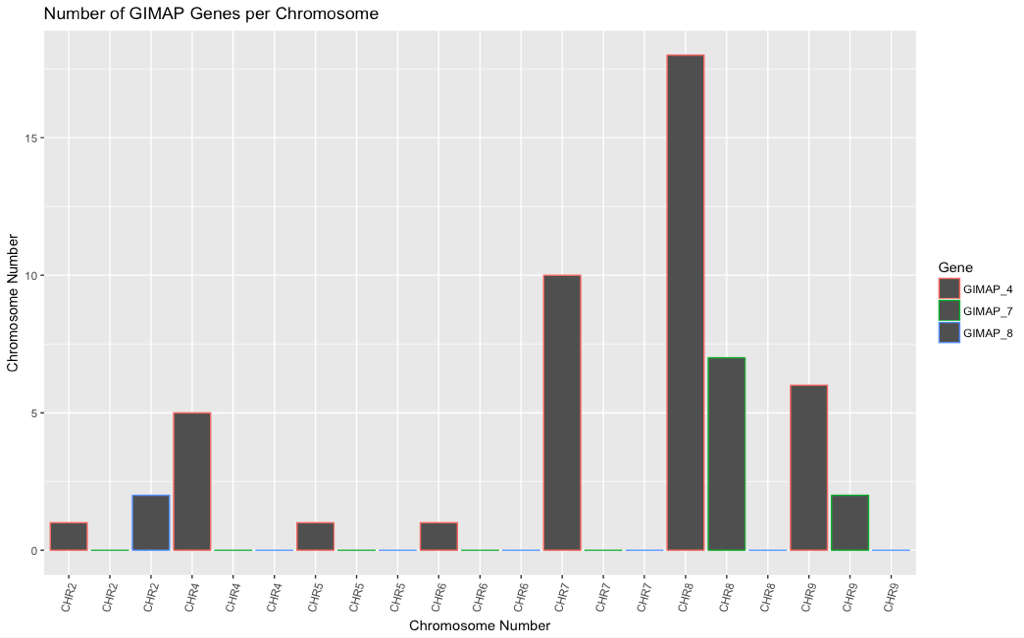 Number of GIMAP Genes per Chromosome
Chromosome Number
15
10
5
0
CHR2 CHR2 CHR2 CHR4 CHR4 CHR4 CHR5 CHR5 CHR5 CHR6 CHR6 CHR6 CHR7 CHR7 CHR7 CHR8 CHR8 CHR8 CHR9 CHR9 CHR9
Chromosome Number
Gene
GIMAP_4
GIMAP_7
GIMAP_8